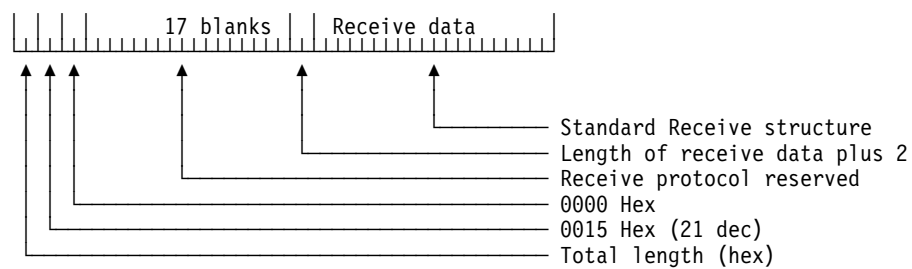 17 blanks Receive data
Standard Receive structure
Length of receive data plus 2
Receive protocol reserved
0000 Hex
0015 Hex (21 dec)
Total length (hex)